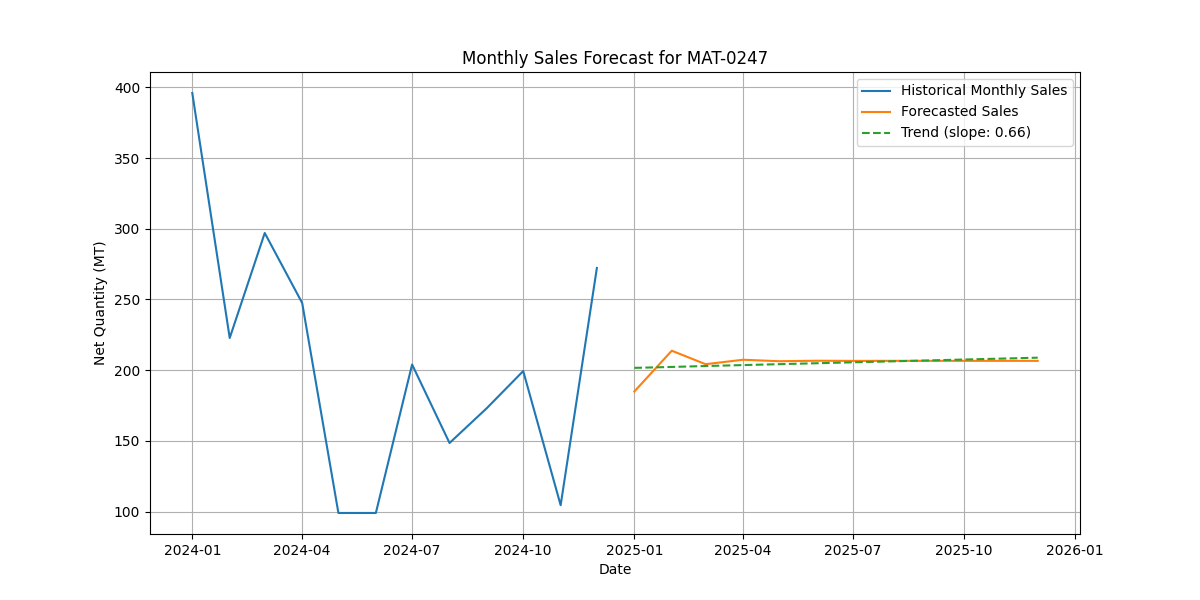 Monthly Sales Forecast for MAT-0247
Historical Monthly Sales
Forecasted Sales
Trend (slope: 0.66)
Net Quantity (MT)
400
350
300
250
200
150
100
2024-01
2024-04
2024-07
2024-10
2025-01
2025-04
2025-07
2025-10
2026-01
Date